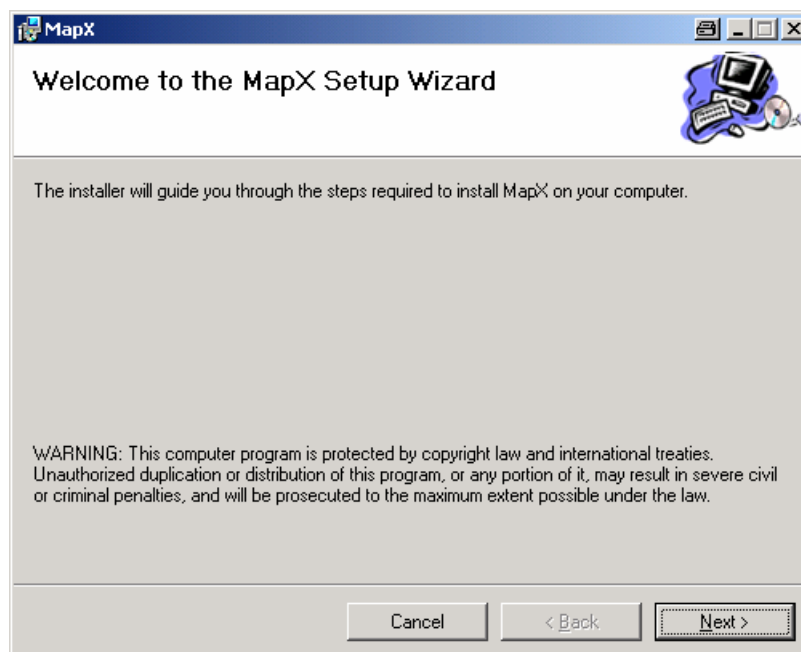 MapX
Welcome to the MapX Setup Wizard
The installer will guide you through the steps required to install MapX on your computer.
WARNING: This computer program is protected by copyright law and international treaties.
Unauthorized duplication or distribution of this program, or any portion of it, may result in severe civil
or criminal penalties, and will be prosecuted to the maximum extent possible under the law.
Cancel < Back Next >